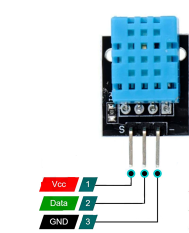 S
Vcc 1
Data 2
GND 3